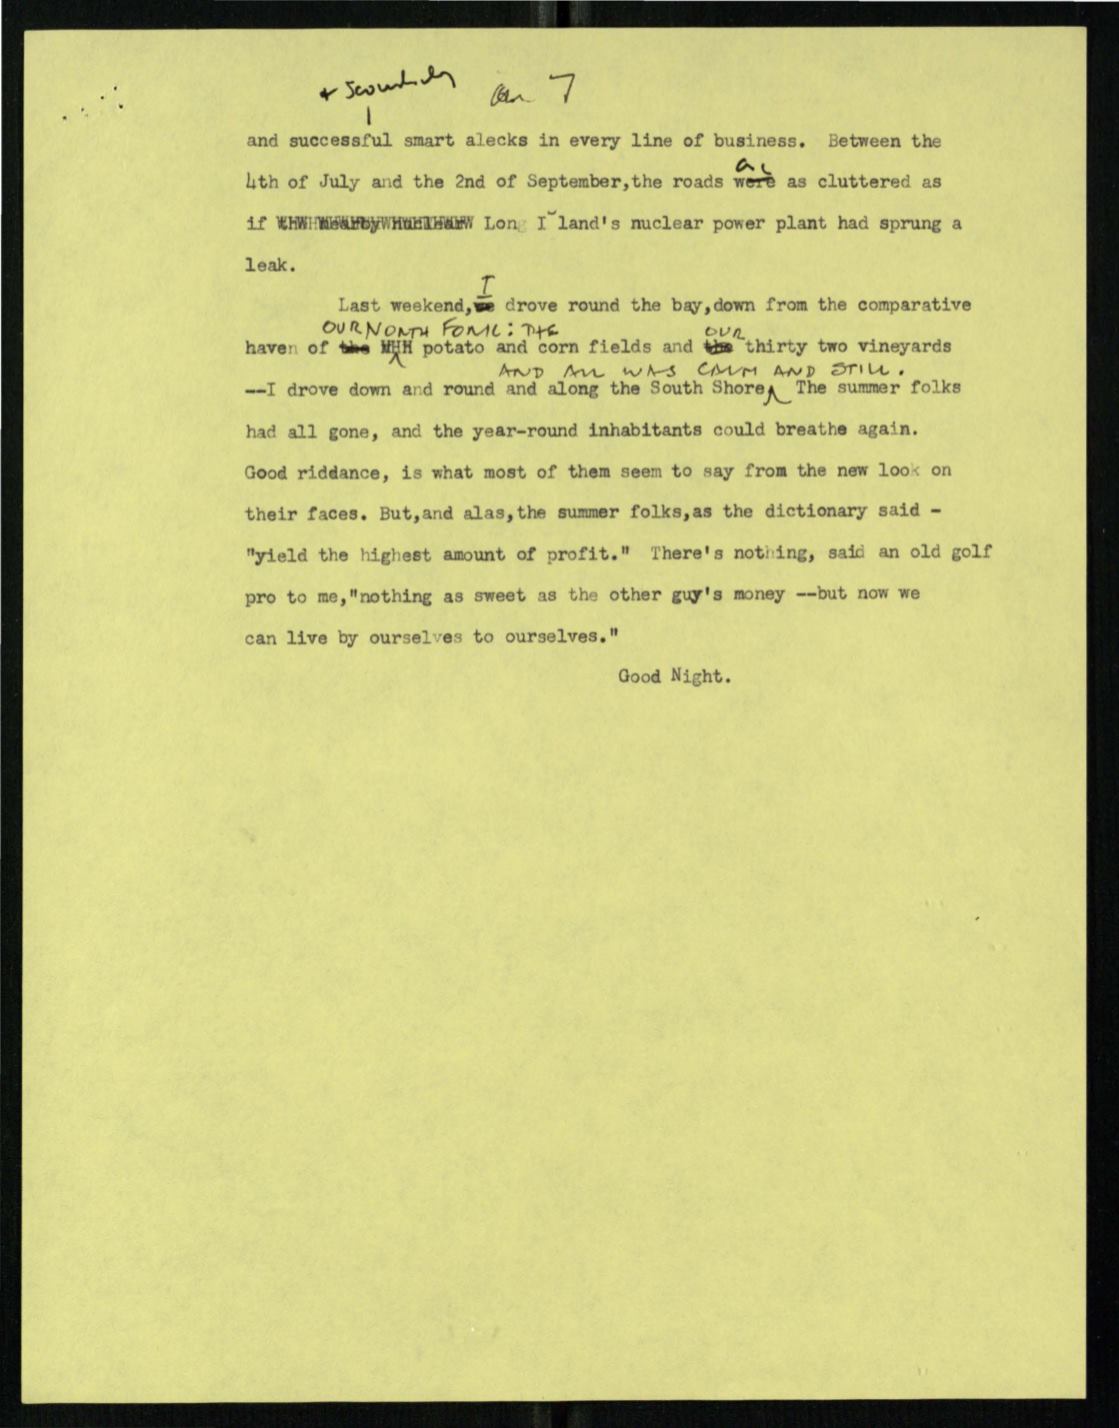 7
and successful smart alecks in every line of business. Between the
4th of July and the 2nd of September,the roads were as cluttered as
if Long I land's nuclear power plant had sprung a
leak.
I
Last weekend,we drove round the bay,down from the comparative
OUR NORTH FORK: THE OUR
haven of the potato and corn fields and the thirty two vineyards
AND ALL WAS CALM AND STILL.
--I drove down and round and along the South Shore The summer folks
had all gone, and the year-round inhabitants could breathe again.
Good riddance, is what most of them seem to say from the new look on
their faces. But,and alas,the summer folks,as the dictionary said -
"yield the highest amount of profit." There's nothing, said an old golf
pro to me,"nothing as sweet as the other guy's money --but now we
can live by ourselves to ourselves."
Good Night.